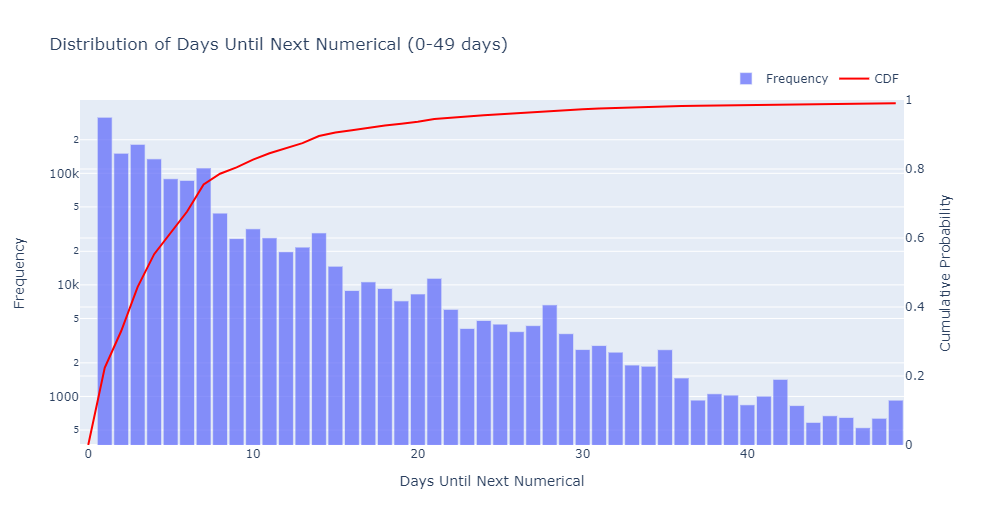 Distribution of Days Until Next Numerical (0-49 days)
Frequency
CDF
2
100k
5
2
10k
5
2
1000
5
Frequency
1
0.8
0.6
0.4
0.2
0
Cumulative Probability
0
10
20
30
40
Days Until Next Numerical